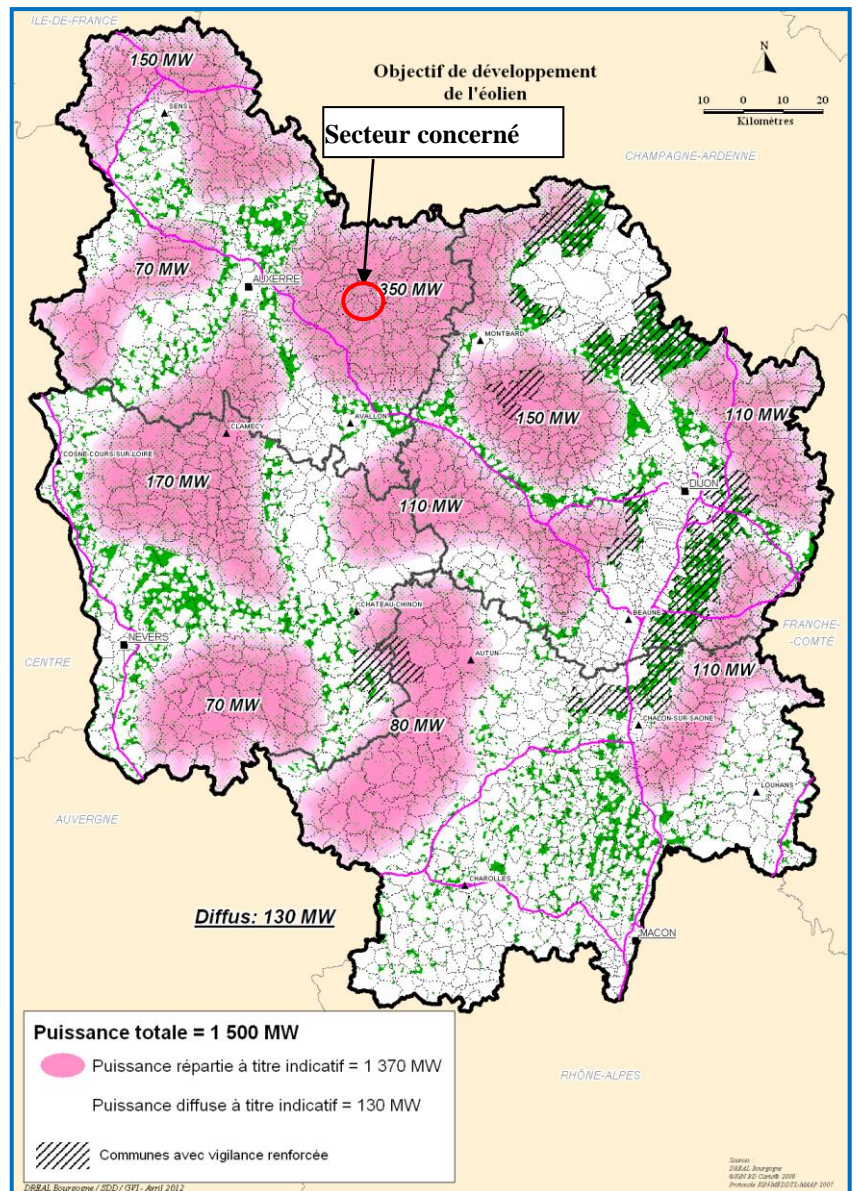 ILE-DE-FRANCE
150 MW
Objectif de développement
de l'éolien
N
10 0 10 20
Kilomètres
SENS
Secteur concerné
CHAMPAGNE-ARDENNE
70 MW
AUXERRE
350 MW
MONTBARD
150 MW
110 MW
AVALLON
CLAMECY
COSNE-COURS-SUR-LOIRE
170 MW
110 MW
DIJON
CHATEAU-CHINON
BEAUNE
NEVERS
FRANCHE-
-COMTÉ
CENTRE
AUTUN
110 MW
70 MW
80 MW
CHALON-SUR-SAONE
LOUHANS
AUVERGNE
CHAROLLES
Diffus: 130 MW
MACON
Puissance totale = 1 500 MW
Puissance répartie à titre indicatif = 1 370 MW
Puissance diffuse à titre indicatif = 130 MW
Communes avec vigilance renforcée
RHÔNE-ALPES
Sources :
DREAL Bourgogne
DREAL Bourgogne / SDD / GVI - Avril 2012